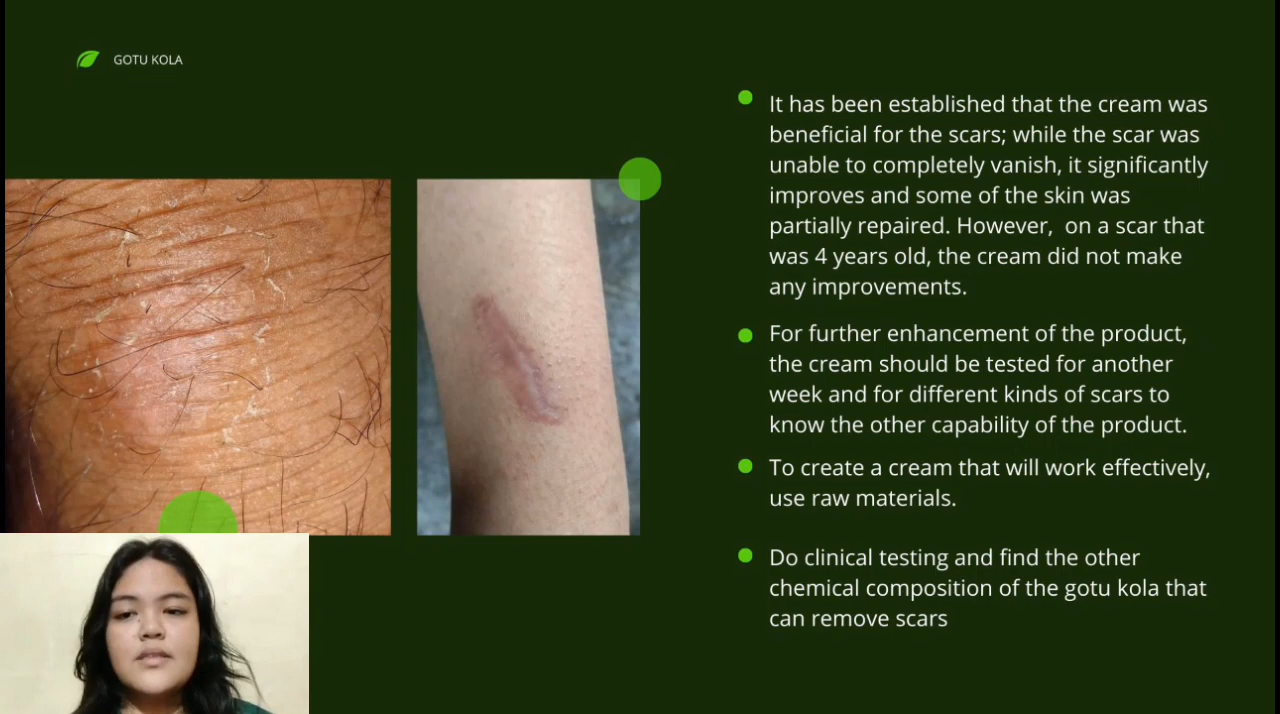 GOTU KOLA
It has been established that the cream was
beneficial for the scars; while the scar was
unable to completely vanish, it significantly
improves and some of the skin was
partially repaired. However,  on a scar that
was 4 years old, the cream did not make
any improvements.
For further enhancement of the product,
the cream should be tested for another
week and for different kinds of scars to
know the other capability of the product.
To create a cream that will work effectively,
use raw materials.
Do clinical testing and find the other
chemical composition of the gotu kola that
can remove scars